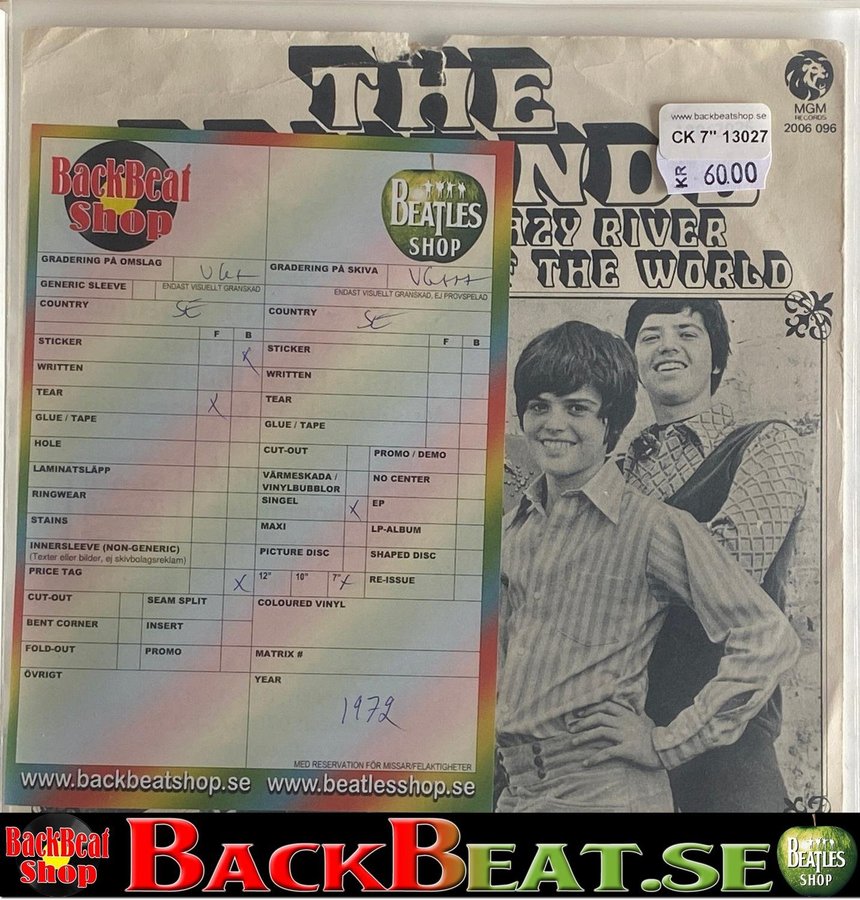 THE
MGM
RECORDS
2006 096
www.backbeatshop.se
CK 7" 13027
KR 60.00
RIVER
THE WORLD
BackBeat
Shop
BEATLES
SHOP
GRADERING PÅ OMSLAG
GRADERING PÅ SKIVA VG++
GENERIC SLEEVE
ENDAST VISUELLT GRANSKAD
ENDAST VISUELLT GRANSKAD, EJ PROVSPELAD
COUNTRY SE
COUNTRY SE
F B
F B
STICKER X
STICKER
WRITTEN
WRITTEN
TEAR X
TEAR
GLUE / TAPE
GLUE / TAPE
HOLE
CUT-OUT
PROMO / DEMO
LAMINATSLÄPP
VÄRMESKADA /
VINYLBUBBLOR
NO CENTER
RINGWEAR
SINGEL X
EP
STAINS
MAXI
LP-ALBUM
INNERSLEEVE (NON-GENERIC)
(Texter eller bilder, ej skivbolagsreklam)
PICTURE DISC
SHAPED DISC
PRICE TAG X
12" 10" 7" X
RE-ISSUE
CUT-OUT
SEAM SPLIT
COLOURED VINYL
BENT CORNER
INSERT
FOLD-OUT
PROMO
MATRIX #
ÖVRIGT
YEAR
1972
MED RESERVATION FÖR MISSAR/FELAKTIGHETER
www.backbeatshop.se www.beatlesshop.se
BackBeat
Shop
BACKBEAT.SE
BEATLES
SHOP